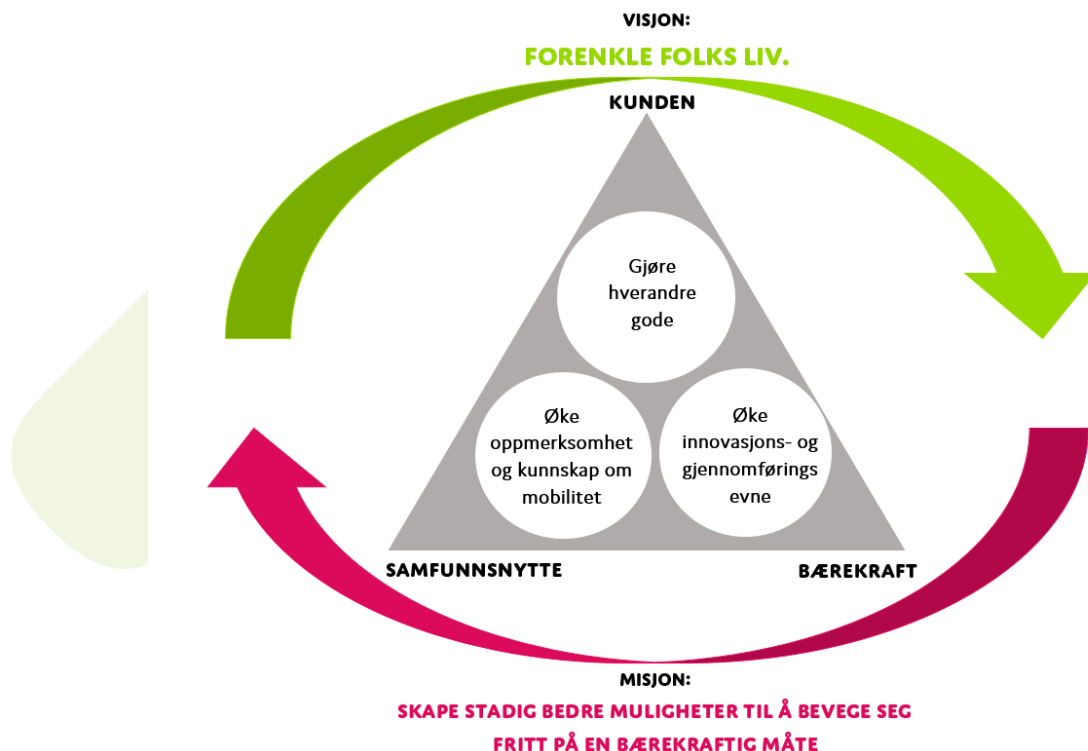 VISJON:
FORENKLE FOLKS LIV.
KUNDEN
Gjøre
hverandre
gode
Øke
oppmerksomhet
og kunnskap om
mobilitet
Øke
innovasjons- og
gjennomførings
evne
SAMFUNNSNYTTE
BÆREKRAFT
MISJON:
SKAPE STADIG BEDRE MULIGHETER TIL Å BEVEGE SEG
FRITT PÅ EN BÆREKRAFTIG MÅTE